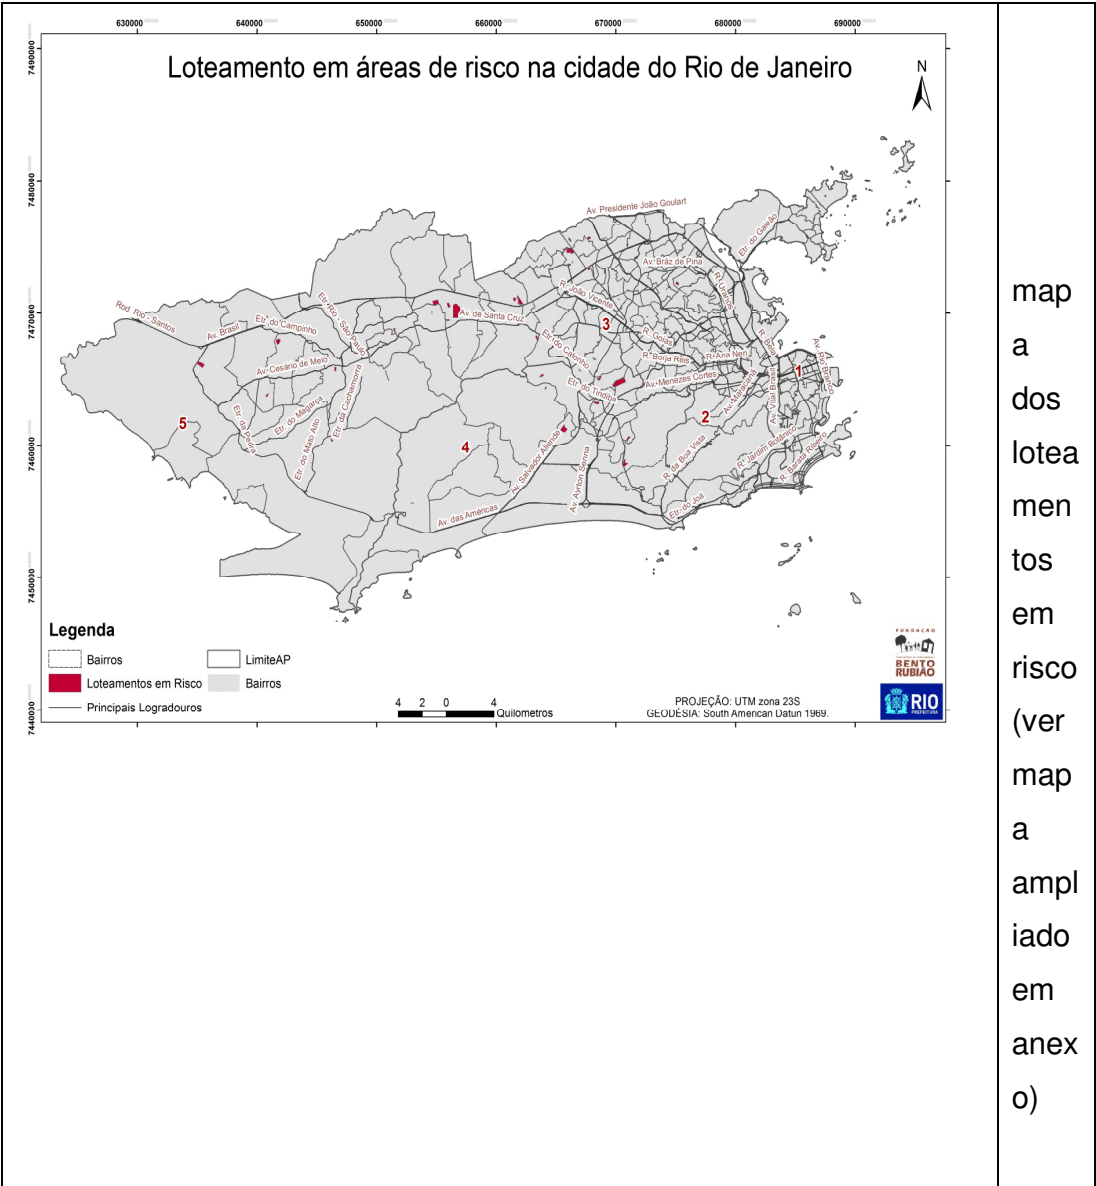 630000 640000 650000 660000 670000 680000 690000
7490000
Loteamento em áreas de risco na cidade do Rio de Janeiro
N
7480000
Av. Presidente João Goulart
Etr. do Galeão
Av. Bráz de Pina
R. Uranos
7470000
Rod. Rio - Santos
Av. Brasil
Etr. do Campinho
Etr. Rio - São Paulo
Av. de Santa Cruz
R. João Vicente
3
R. Goiás
Etr. do Catonho
R. Borja Reis
R. Ana Neri
R. Bela
Av. Rio Branco
1
Av. Cesário de Melo
Etr. do Tindiba
Av. Menezes Cortes
Av. Maracanã
Etr. da Cachamorra
Etr. do Magarça
Etr. da Pedra
Etr. do Mato Alto
5
2
4
7460000
Av. Salvador Allende
Av. Ayrton Senna
R. da Boa Vista
R. Jardim Botânico
R. Barata Ribeiro
Etr. do Joá
Av. das Américas
7450000
Legenda
Bairros
LimiteAP
Loteamentos em Risco
Bairros
Principais Logradouros
4 2 0 4
Quilometros
PROJEÇÃO: UTM zona 23S
GEODÉSIA: South American Datun 1969.
FUNDAÇÃO
BENTO
RUBIÃO
RIO
PREFEITURA
7440000
map
a
dos
lotea
men
tos
em
risco
(ver
map
a
ampl
iado
em
anex
o)